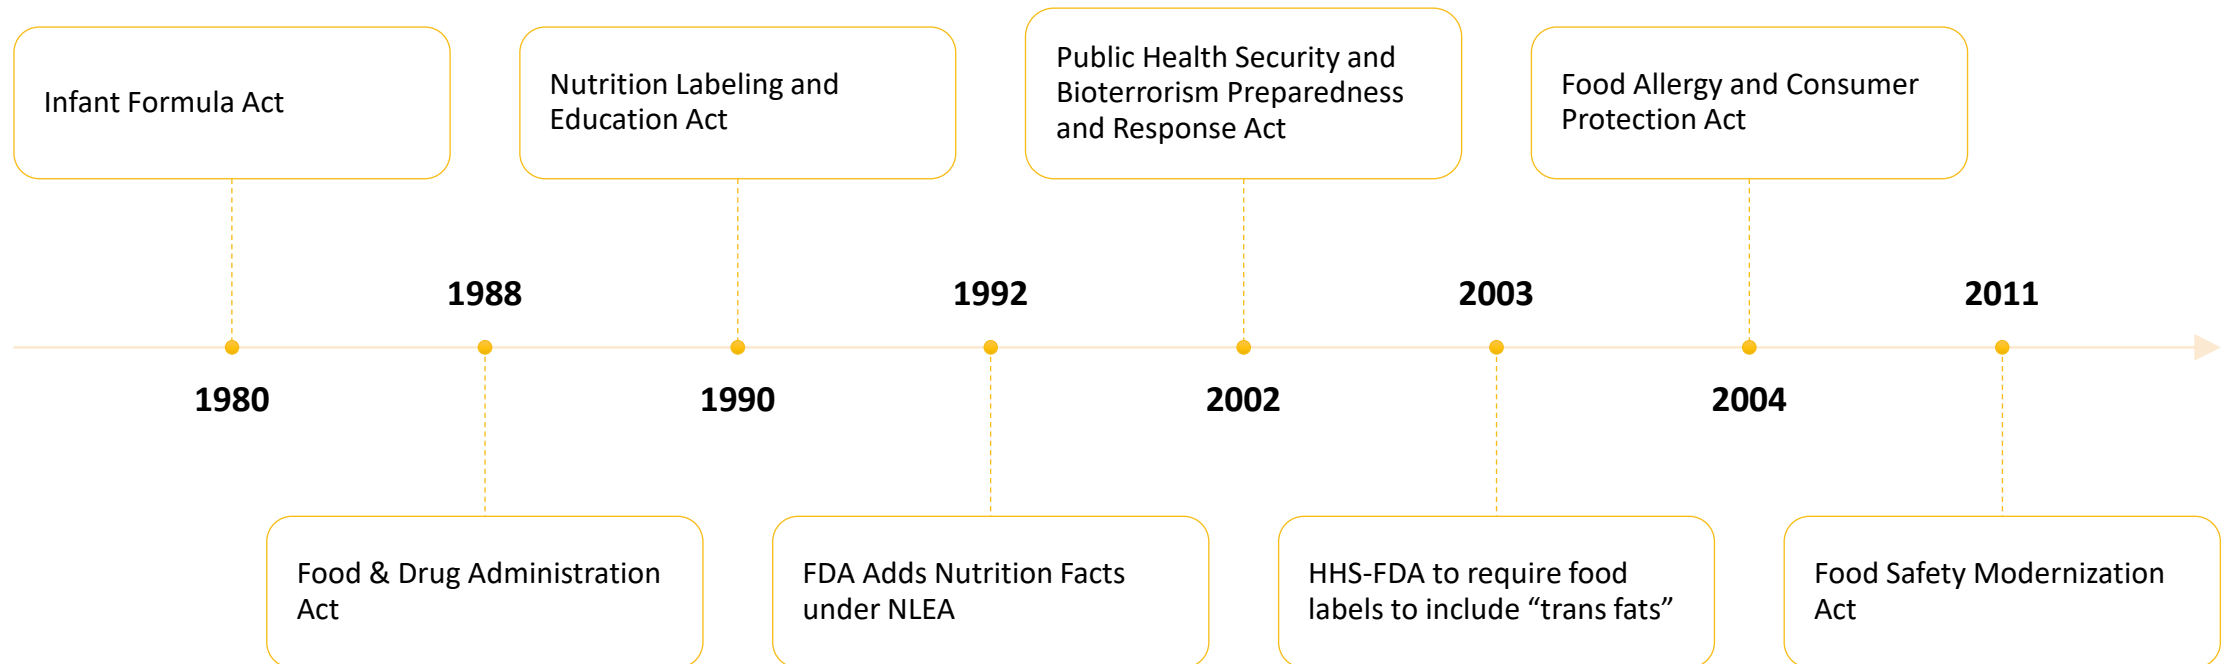 Infant Formula Act
Nutrition Labeling and
Education Act
Public Health Security and
Bioterrorism Preparedness
and Response Act
Food Allergy and Consumer
Protection Act
1988
1992
2003
2011
1980
1990
2002
2004
Food & Drug Administration
Act
FDA Adds Nutrition Facts
under NLEA
HHS-FDA to require food
labels to include “trans fats”
Food Safety Modernization
Act